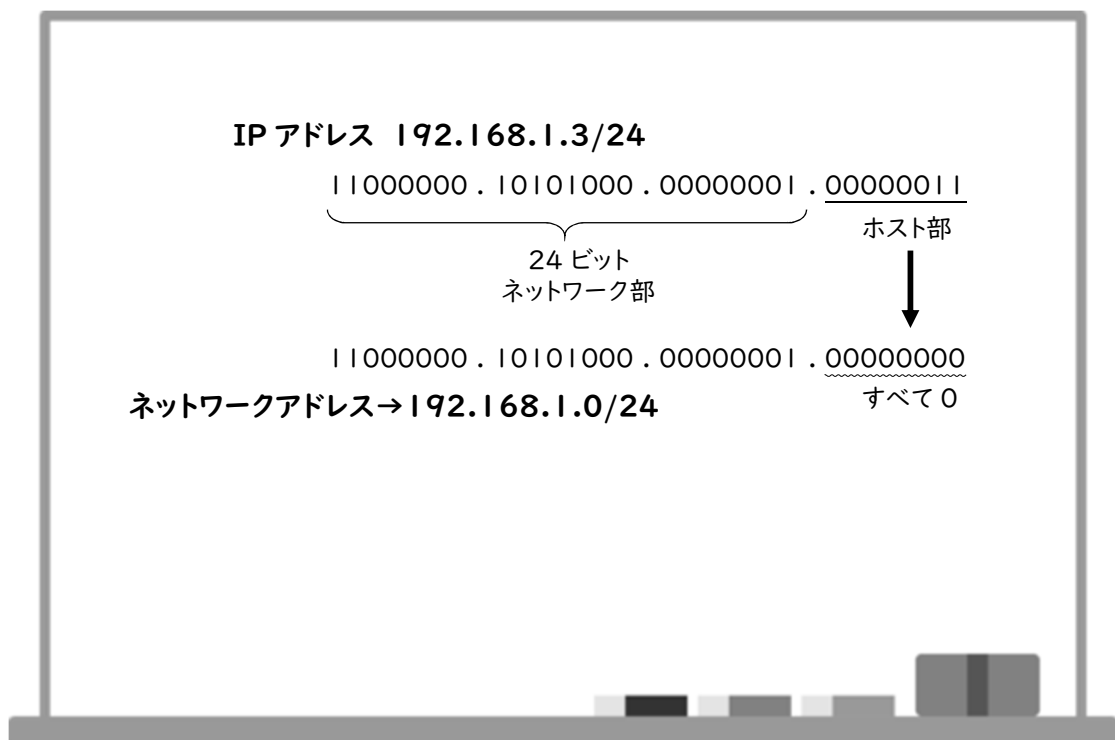 IP アドレス 192.168.1.3/24
11000000 . 10101000 . 00000001 . 00000011
ホスト部
24 ビット
ネットワーク部
11000000 . 10101000 . 00000001 . 00000000
すべて 0
ネットワークアドレス→192.168.1.0/24